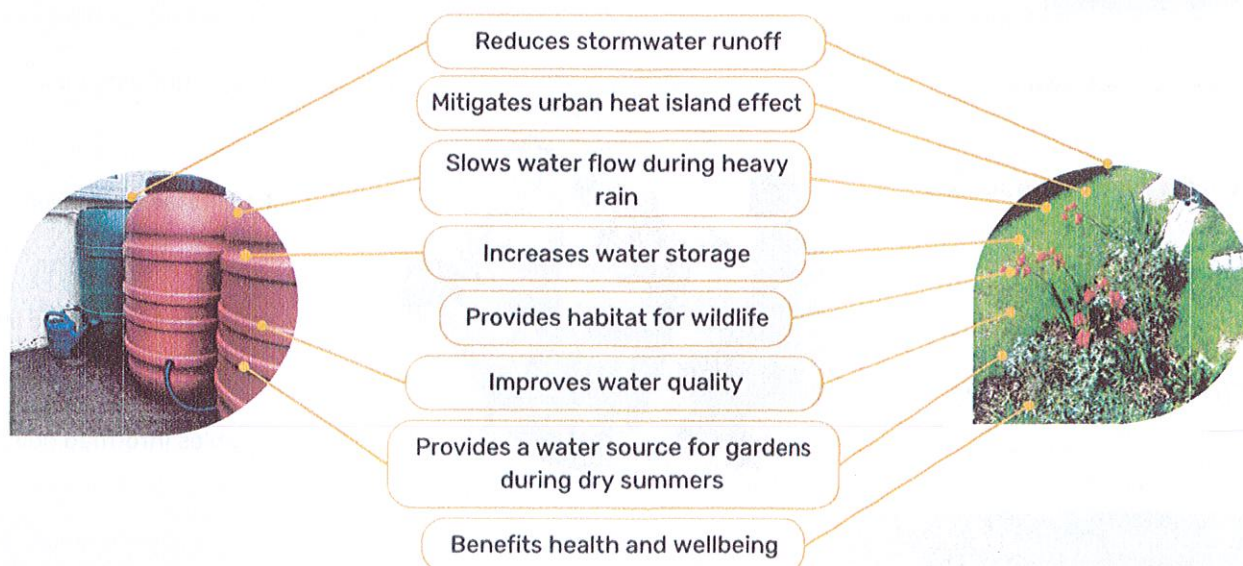 Reduces stormwater runoff
Mitigates urban heat island effect
Slows water flow during heavy
rain
Increases water storage
Provides habitat for wildlife
Improves water quality
Provides a water source for gardens
during dry summers
Benefits health and wellbeing